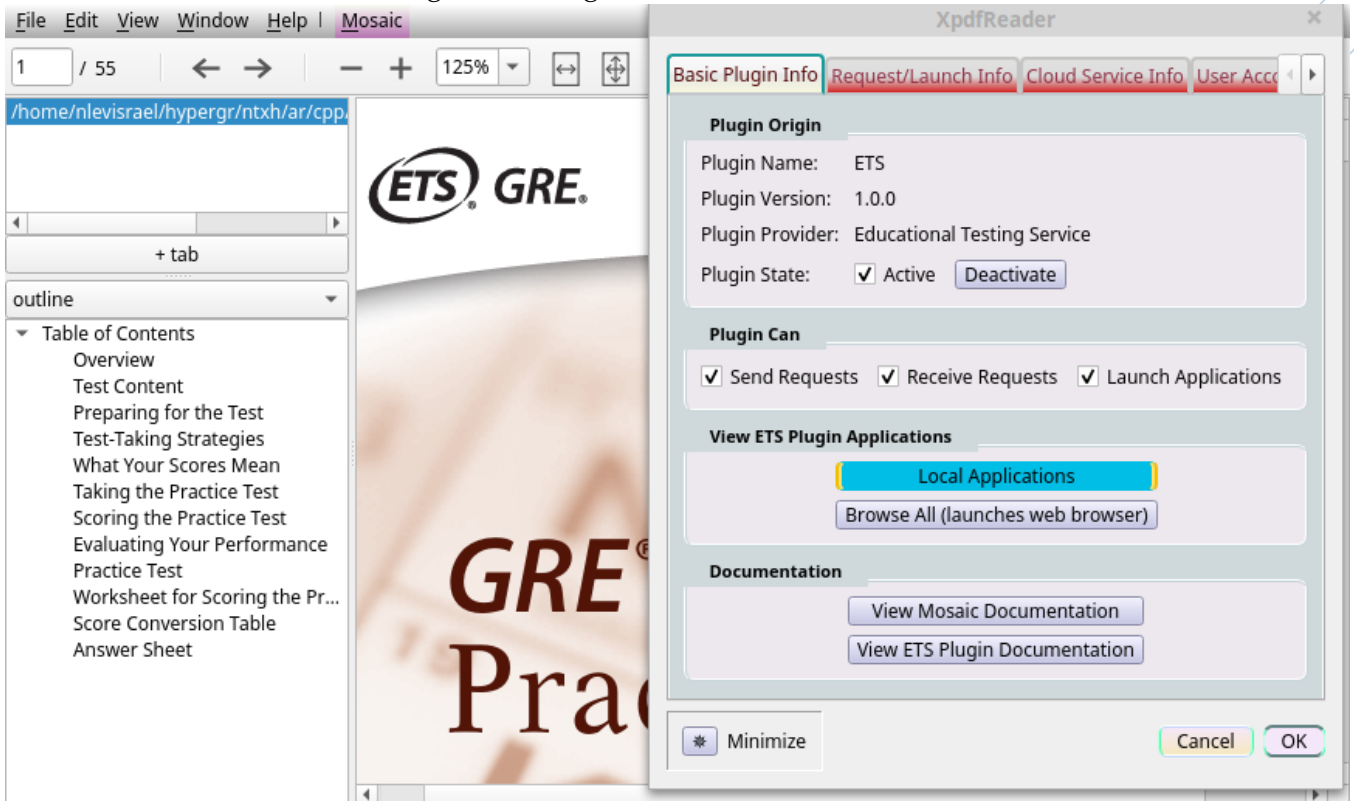 File Edit View Window Help Mosaic
1 / 55 125%
/home/nlevisrael/hypergr/ntxh/ar/cpp/
+ tab
outline
Table of Contents
Overview
Test Content
Preparing for the Test
Test-Taking Strategies
What Your Scores Mean
Taking the Practice Test
Scoring the Practice Test
Evaluating Your Performance
Practice Test
Worksheet for Scoring the Pr...
Score Conversion Table
Answer Sheet
ETS® GRE®
GRE®
Prac
XpdfReader
Basic Plugin Info Request/Launch Info Cloud Service Info User Acco
Plugin Origin
Plugin Name: ETS
Plugin Version: 1.0.0
Plugin Provider: Educational Testing Service
Plugin State: Active Deactivate
Plugin Can
Send Requests Receive Requests Launch Applications
View ETS Plugin Applications
Local Applications
Browse All (launches web browser)
Documentation
View Mosaic Documentation
View ETS Plugin Documentation
Minimize Cancel OK